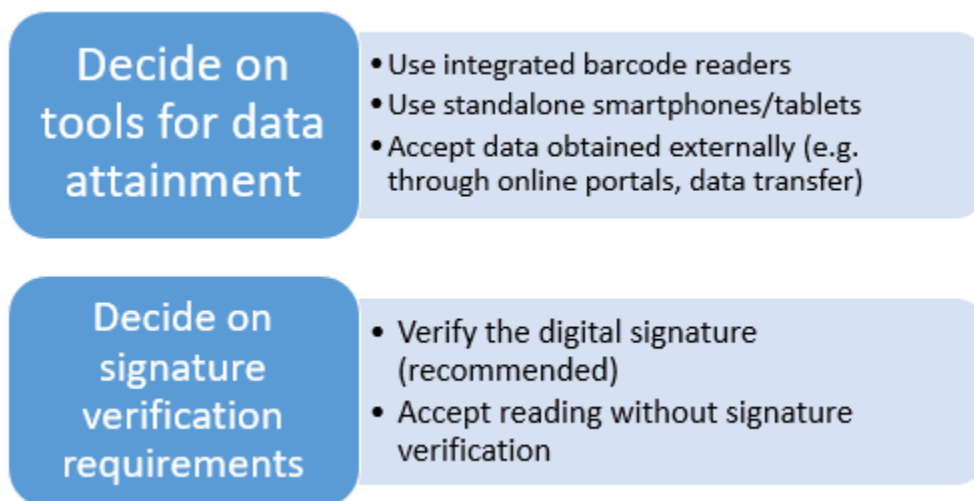 Decide on
tools for data
attainment
• Use integrated barcode readers
• Use standalone smartphones/tablets
• Accept data obtained externally (e.g.
through online portals, data transfer)
Decide on
signature
verification
requirements
• Verify the digital signature
(recommended)
• Accept reading without signature
verification